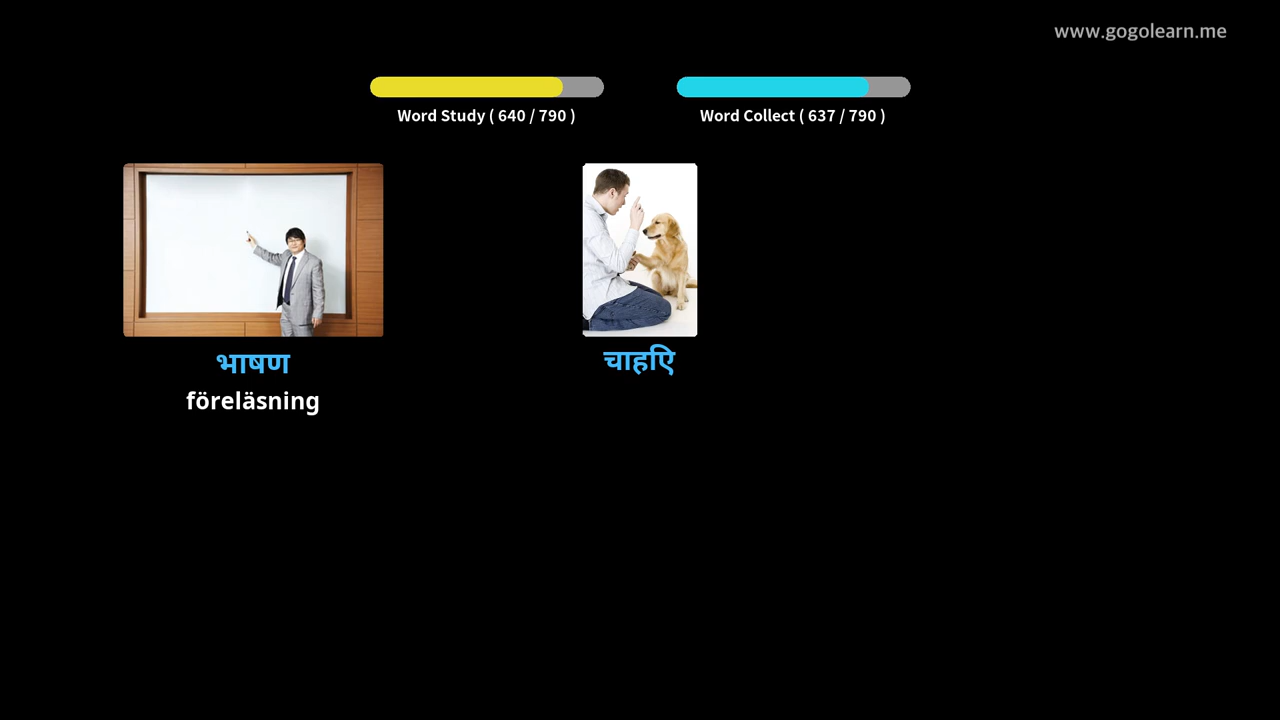 www.gogolearn.me
Word Study ( 640 / 790 )
Word Collect ( 637 / 790 )
भाषण
चाहिए
föreläsning